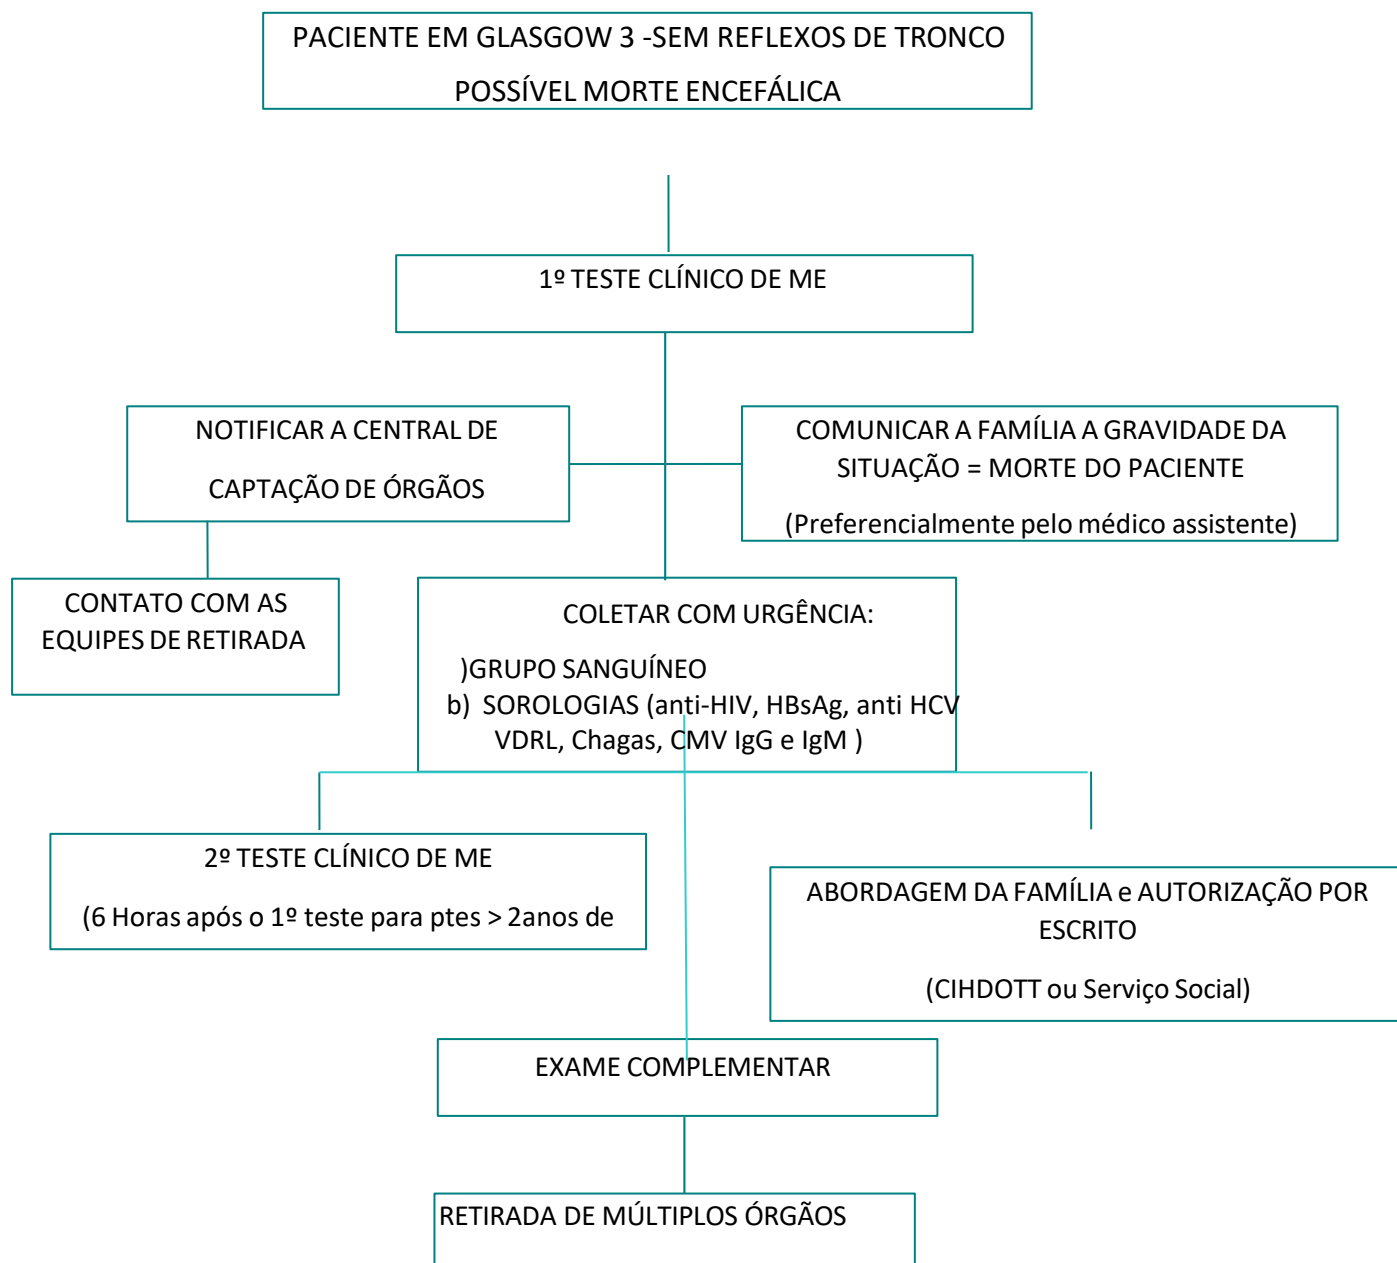 PACIENTE EM GLASGOW 3 -SEM REFLEXOS DE TRONCO
POSSÍVEL MORTE ENCEFÁLICA
1º TESTE CLÍNICO DE ME
NOTIFICAR A CENTRAL DE
CAPTAÇÃO DE ÓRGÃOS
COMUNICAR A FAMÍLIA A GRAVIDADE DA
SITUAÇÃO = MORTE DO PACIENTE
(Preferencialmente pelo médico assistente)
CONTATO COM AS
EQUIPES DE RETIRADA
COLETAR COM URGÊNCIA:
)GRUPO SANGUÍNEO
b) SOROLOGIAS (anti-HIV, HBsAg, anti HCV
VDRL, Chagas, CMV IgG e IgM )
2º TESTE CLÍNICO DE ME
(6 Horas após o 1º teste para ptes > 2anos de
ABORDAGEM DA FAMÍLIA e AUTORIZAÇÃO POR
ESCRITO
(CIHDOTT ou Serviço Social)
EXAME COMPLEMENTAR
RETIRADA DE MÚLTIPLOS ÓRGÃOS